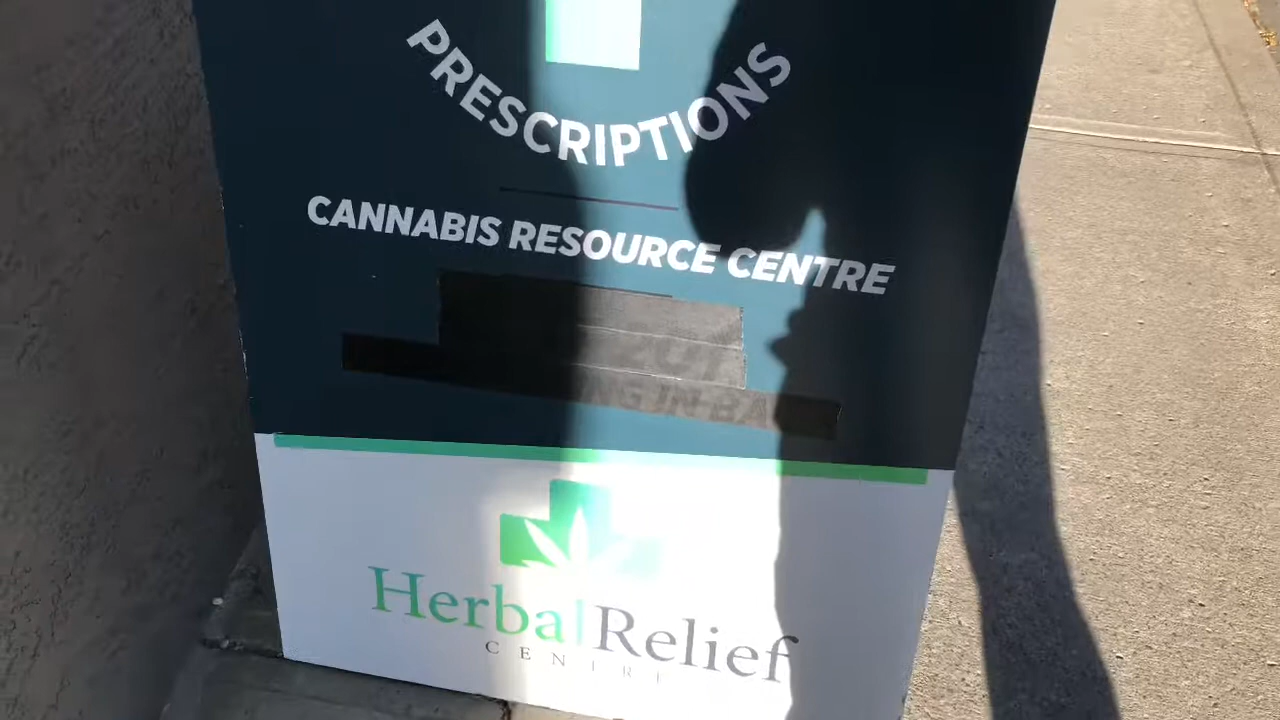 PRESCRIPTIONS
CANNABIS RESOURCE CENTRE
Herbal Relief
CENTRE